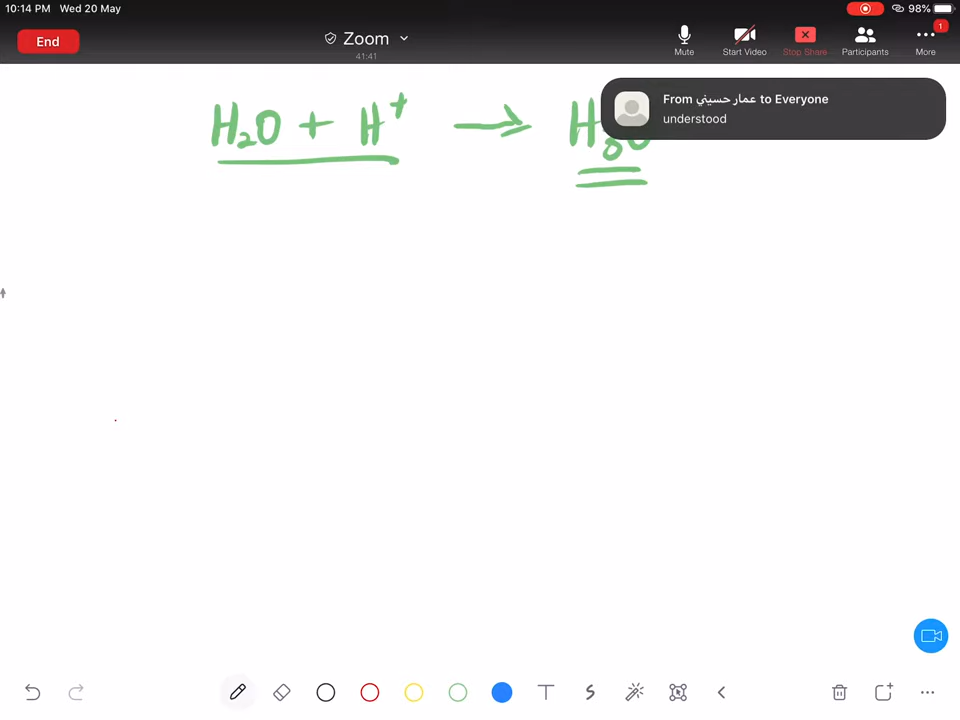 10:14 PM Wed 20 May
98%
End
Zoom
41:41
Mute
Start Video
Stop Share
Participants
1
More
From عمار حسيني to Everyone
understood
H₂O + H⁺ → H₃O
T